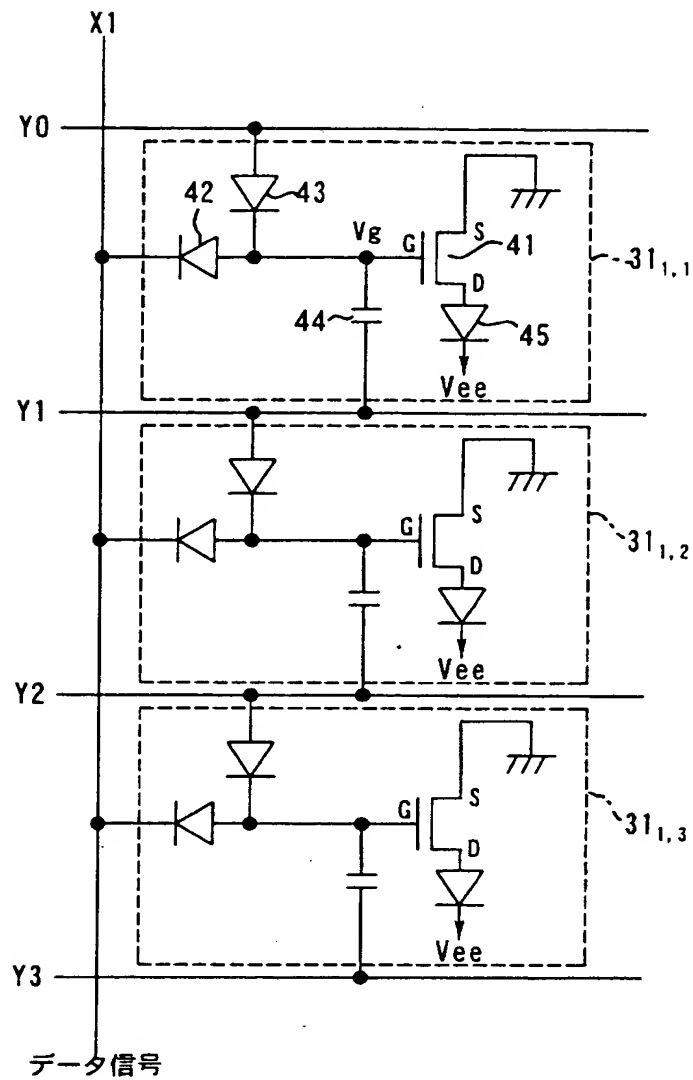 X1
Y0
42
43
Vg
G
S
41
31₁,₁
D
44
45
Vee
Y1
G
S
31₁,₂
D
Vee
Y2
G
S
31₁,₃
D
Vee
Y3
データ信号